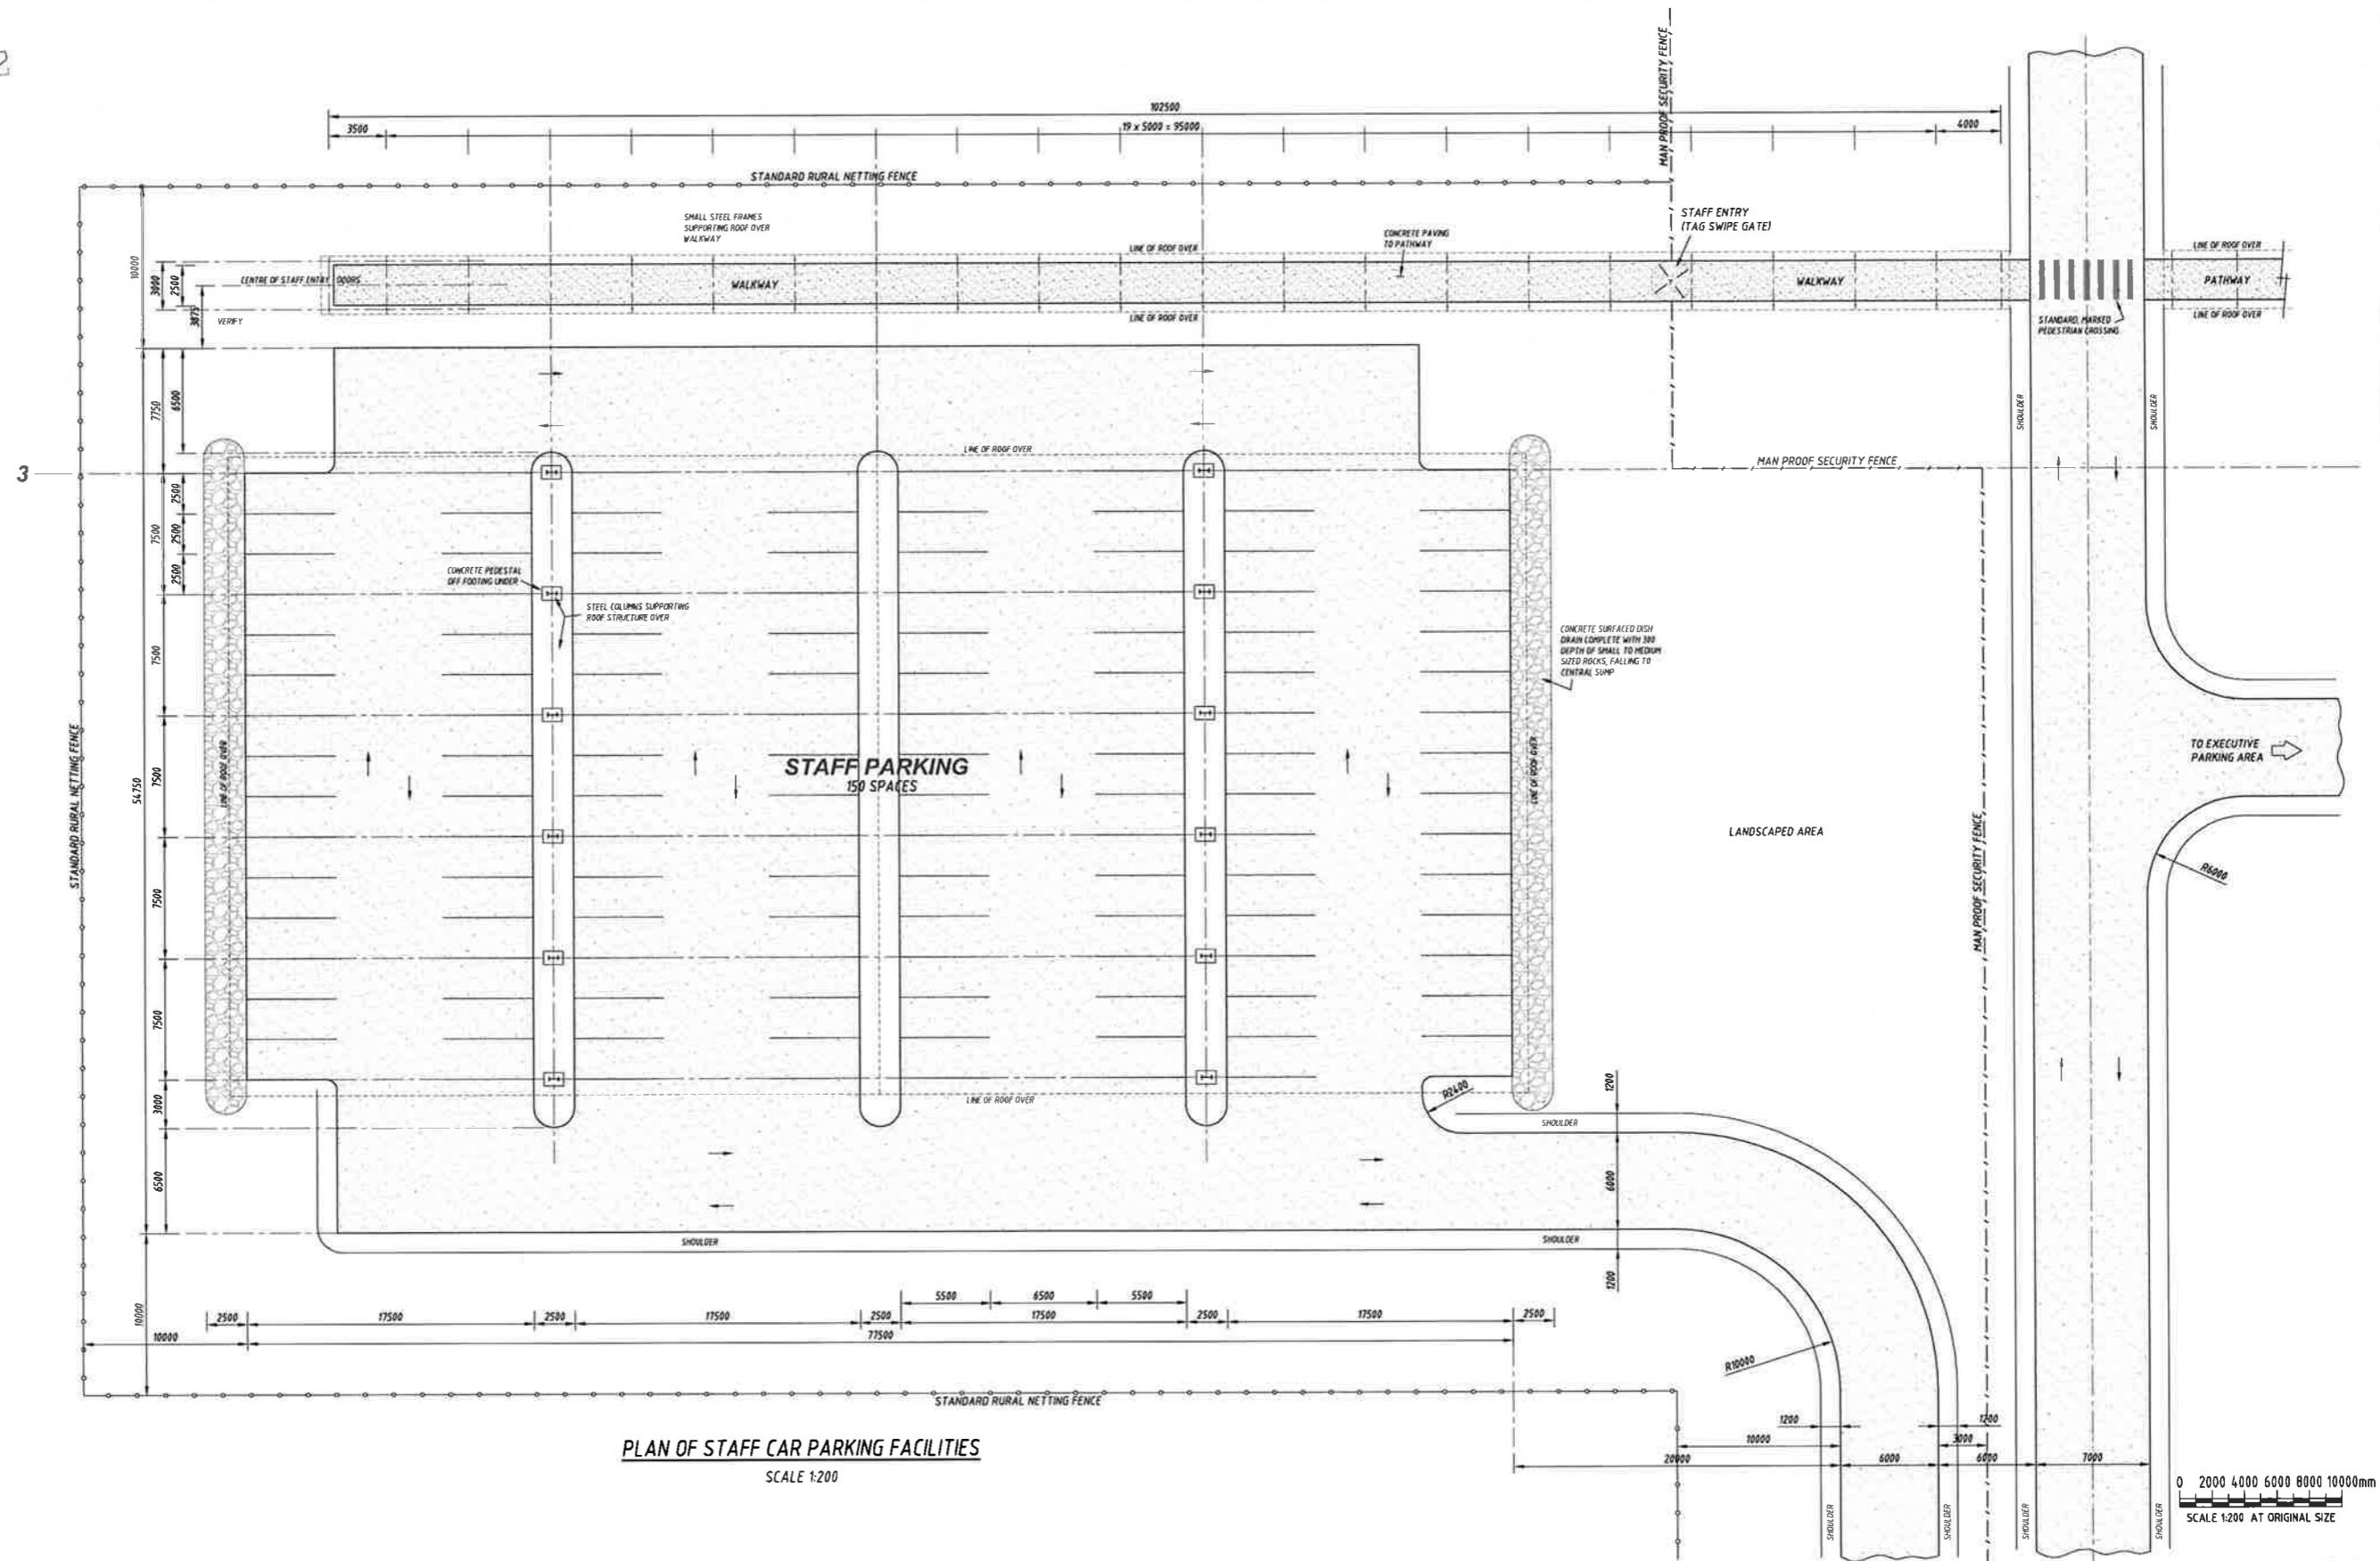 2
MAN PROOF SECURITY FENCE
102500
3500
19 x 5000 = 95000
4000
STANDARD RURAL NETTING FENCE
SMALL STEEL FRAMES
SUPPORTING ROOF OVER
WALKWAY
LINE OF ROOF OVER
CONCRETE PAVING
TO PATHWAY
STAFF ENTRY
(TAG SWIPE GATE)
LINE OF ROOF OVER
10000
3000
2500
3875
CENTRE OF STAFF ENTRY DOORS
VERIFY
WALKWAY
WALKWAY
PATHWAY
LINE OF ROOF OVER
LINE OF ROOF OVER
STANDARD, MARKED
PEDESTRIAN CROSSING
7750
6500
SHOULDER
SHOULDER
LINE OF ROOF OVER
MAN PROOF SECURITY FENCE
3
2500
2500
2500
7500
CONCRETE PEDESTAL
OFF FOOTING UNDER
STEEL COLUMNS SUPPORTING
ROOF STRUCTURE OVER
CONCRETE SURFACED DISH
DRAIN COMPLETE WITH 300
DEPTH OF SMALL TO MEDIUM
SIZED ROCKS, FALLING TO
CENTRAL SUMP
7500
STANDARD RURAL NETTING FENCE
54750
7500
LINE OF ROOF OVER
STAFF PARKING
150 SPACES
LINE OF ROOF OVER
TO EXECUTIVE
PARKING AREA
LANDSCAPED AREA
MAN PROOF SECURITY FENCE
R6000
7500
7500
3000
LINE OF ROOF OVER
R2400
1200
SHOULDER
6500
6000
SHOULDER
SHOULDER
1200
10000
5500
6500
5500
2500
17500
2500
17500
2500
17500
2500
17500
2500
10000
77500
R10000
STANDARD RURAL NETTING FENCE
1200
1200
10000
3000
20000
6000
6000
7000
PLAN OF STAFF CAR PARKING FACILITIES
SCALE 1:200
SHOULDER
SHOULDER
SHOULDER
SHOULDER
0 2000 4000 6000 8000 10000mm
SCALE 1:200 AT ORIGINAL SIZE